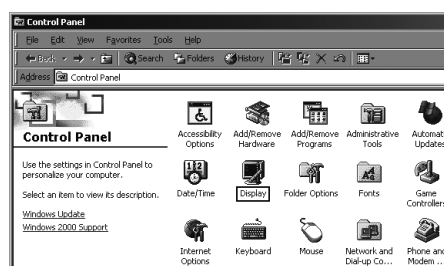 Control Panel
File Edit View Favorites Tools Help
Back Search Folders History
Address Control Panel
Control Panel
Use the settings in Control Panel to
personalize your computer.
Select an item to view its description.
Windows Update
Windows 2000 Support
Accessibility Options
Add/Remove Hardware
Add/Remove Programs
Administrative Tools
Automat
Updates
Date/Time
Display
Folder Options
Fonts
Game
Controllers
Internet Options
Keyboard
Mouse
Network and
Dial-up Co...
Phone and
Modem ...